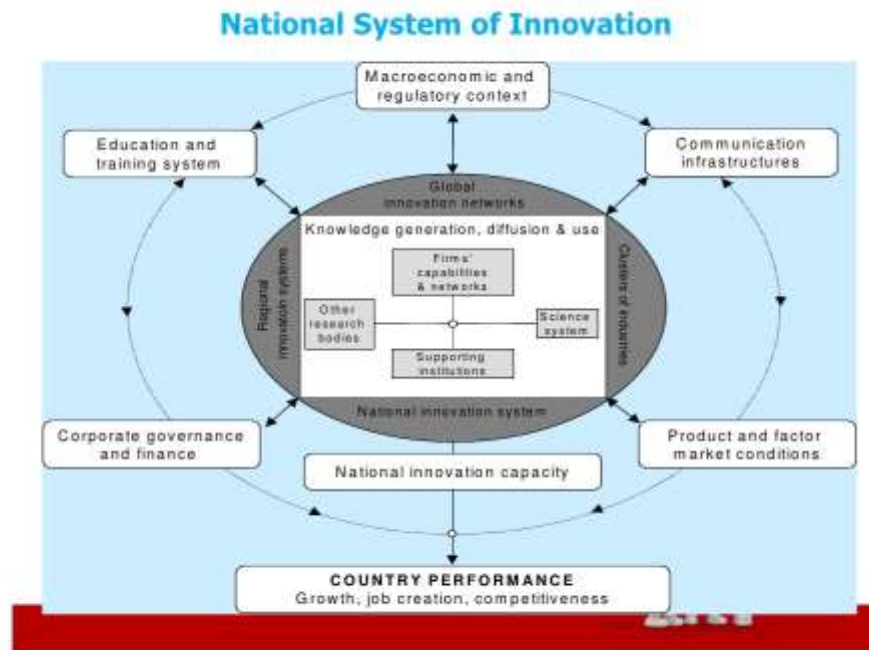 National System of Innovation
Macroeconomic and
regulatory context
Education and
training system
Communication
infrastructures
Global
innovation networks
Knowledge generation, diffusion & use
Firms'
capabilities
& networks
Regional
innovation systems
Clusters of industries
Other
research
bodies
Science
system
Supporting
institutions
National innovation system
Corporate governance
and finance
Product and factor
market conditions
National innovation capacity
COUNTRY PERFORMANCE
Growth, job creation, competitiveness